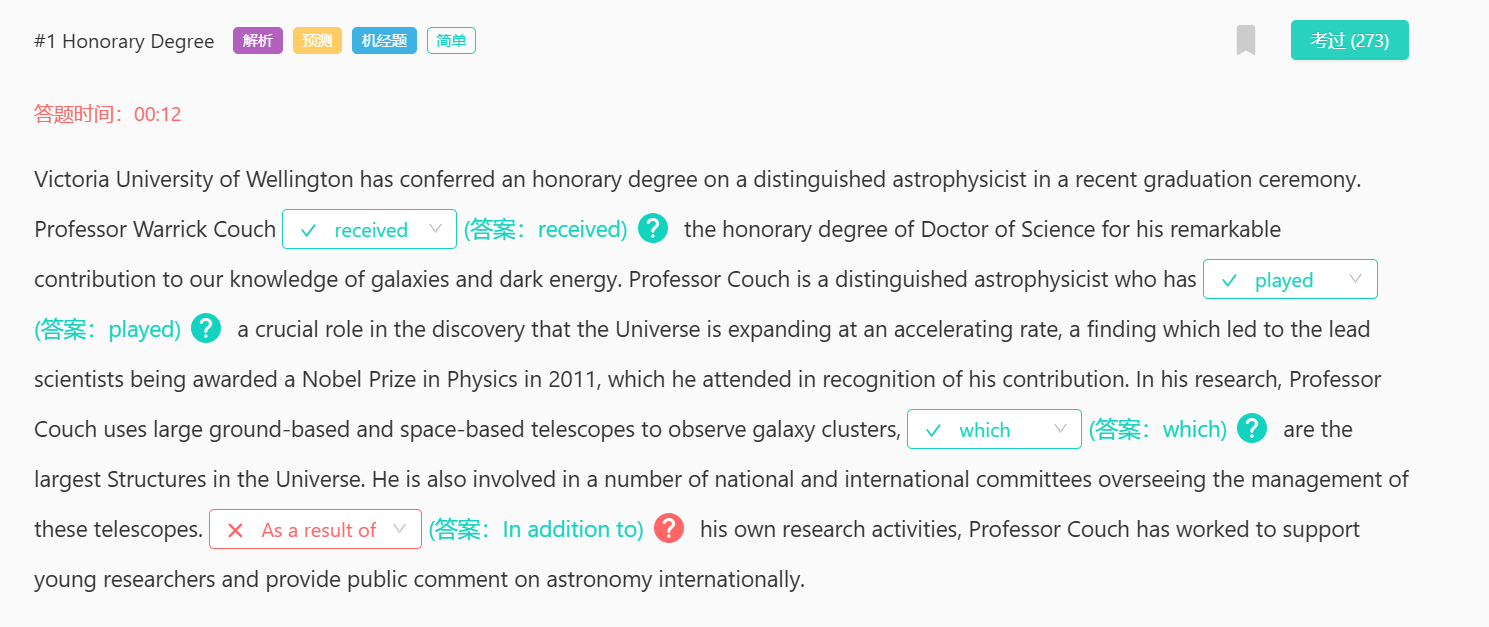 #1 Honorary Degree 解析 预测 机经题 简单 考过 (273)
答题时间：00:12
Victoria University of Wellington has conferred an honorary degree on a distinguished astrophysicist in a recent graduation ceremony.
Professor Warrick Couch ✓ received (答案：received) ? the honorary degree of Doctor of Science for his remarkable
contribution to our knowledge of galaxies and dark energy. Professor Couch is a distinguished astrophysicist who has ✓ played
(答案：played) ? a crucial role in the discovery that the Universe is expanding at an accelerating rate, a finding which led to the lead
scientists being awarded a Nobel Prize in Physics in 2011, which he attended in recognition of his contribution. In his research, Professor
Couch uses large ground-based and space-based telescopes to observe galaxy clusters, ✓ which (答案：which) ? are the
largest Structures in the Universe. He is also involved in a number of national and international committees overseeing the management of
these telescopes. ✕ As a result of (答案：In addition to) ? his own research activities, Professor Couch has worked to support
young researchers and provide public comment on astronomy internationally.